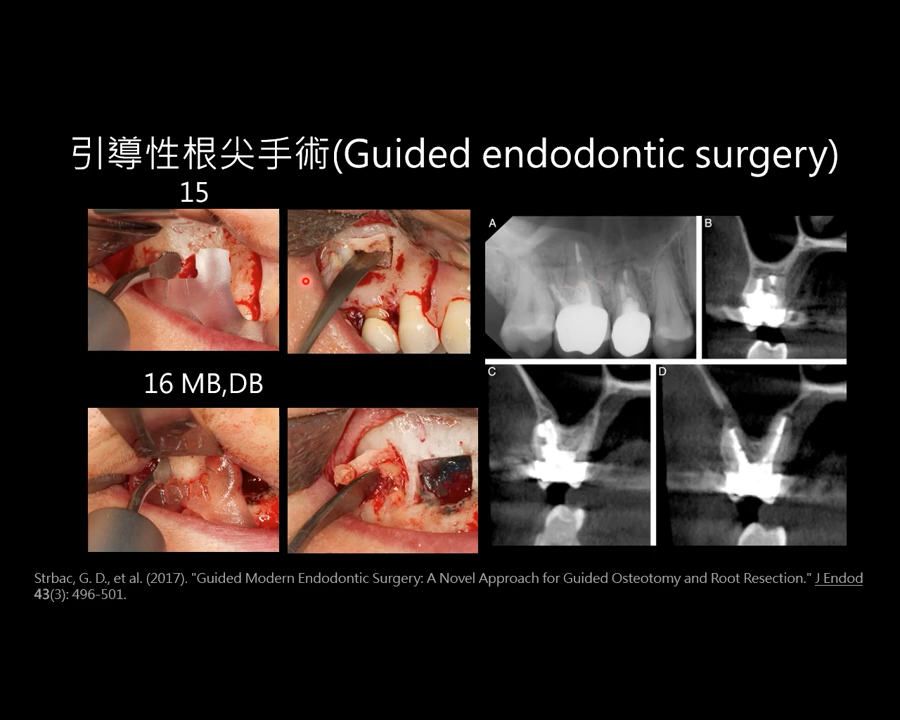 引導性根尖手術(Guided endodontic surgery)
15
16 MB,DB
A
B
C
D
Strbac, G. D., et al. (2017). "Guided Modern Endodontic Surgery: A Novel Approach for Guided Osteotomy and Root Resection." J Endod
43(3): 496-501.